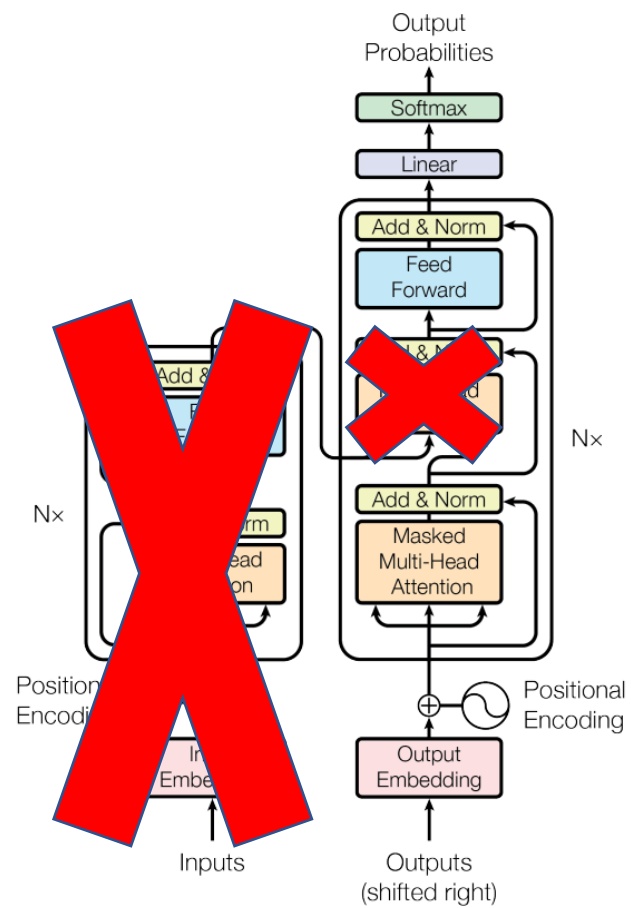 Output
Probabilities
Softmax
Linear
Add & Norm
Feed
Forward
& N
Add & Norm
Masked
Multi-Head
Attention
Nx
Positional
Encoding
Output
Embedding
Outputs
(shifted right)
Add &
Nx
Inputs